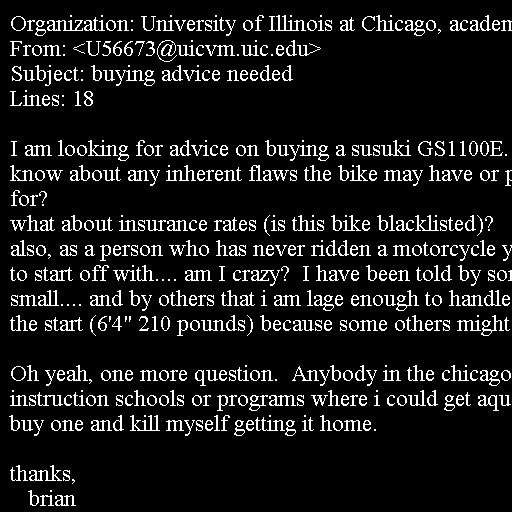 Organization: University of Illinois at Chicago, academ
From: <U56673@uicvm.uic.edu>
Subject: buying advice needed
Lines: 18

I am looking for advice on buying a susuki GS1100E.
know about any inherent flaws the bike may have or p
for?
what about insurance rates (is this bike blacklisted)?
also, as a person who has never ridden a motorcycle y
to start off with.... am I crazy?  I have been told by so
small.... and by others that i am lage enough to handle
the start (6'4" 210 pounds) because some others might

Oh yeah, one more question.  Anybody in the chicago
instruction schools or programs where i could get aqu
buy one and kill myself getting it home.

thanks,
   brian